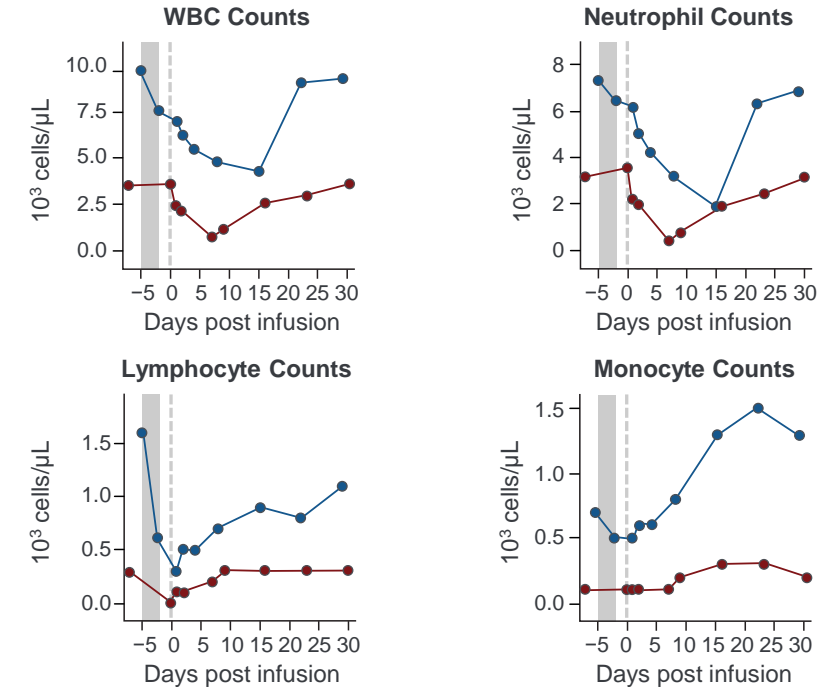 WBC Counts
10.0
7.5
5.0
2.5
0.0
10³ cells/µL
−5 0 5 10 15 20 25 30
Days post infusion
Neutrophil Counts
8
6
4
2
0
10³ cells/µL
−5 0 5 10 15 20 25 30
Days post infusion
Lymphocyte Counts
1.5
1.0
0.5
0.0
10³ cells/µL
−5 0 5 10 15 20 25 30
Days post infusion
Monocyte Counts
1.5
1.0
0.5
0.0
10³ cells/µL
−5 0 5 10 15 20 25 30
Days post infusion